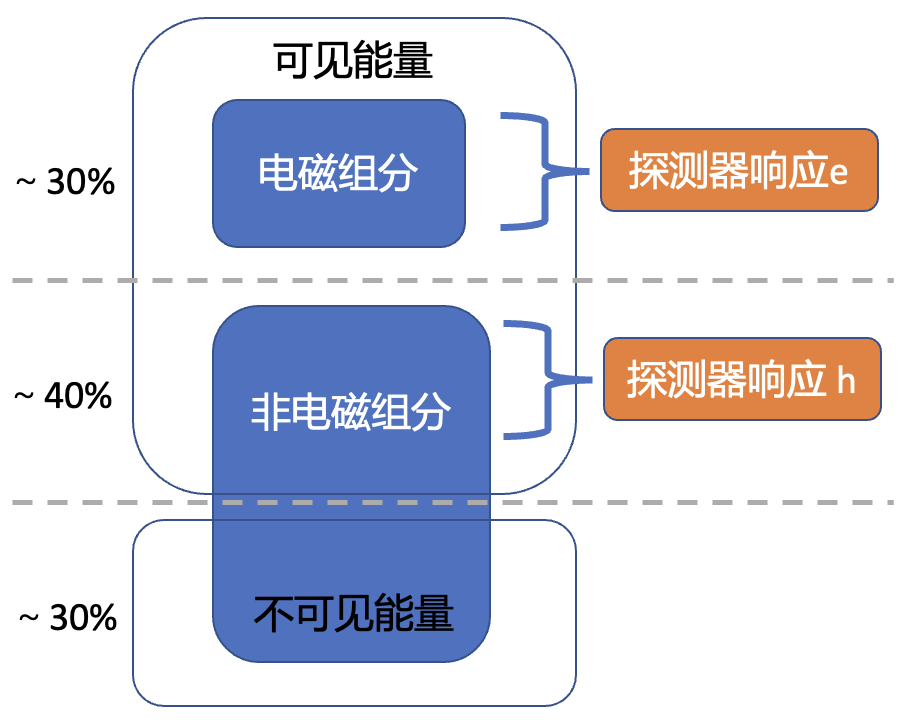 可见能量
~ 30%
电磁组分
探测器响应e
~ 40%
非电磁组分
探测器响应 h
~ 30%
不可见能量